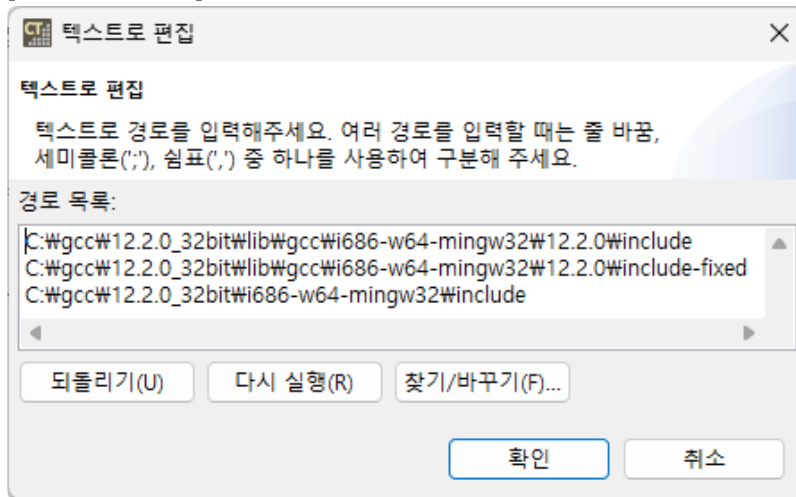 CT 텍스트로 편집
텍스트로 편집
텍스트로 경로를 입력해주세요. 여러 경로를 입력할 때는 줄 바꿈,
세미콜론(';'), 쉼표(',') 중 하나를 사용하여 구분해 주세요.
경로 목록:
C:₩gcc₩12.2.0_32bit₩lib₩gcc₩i686-w64-mingw32₩12.2.0₩include
C:₩gcc₩12.2.0_32bit₩lib₩gcc₩i686-w64-mingw32₩12.2.0₩include-fixed
C:₩gcc₩12.2.0_32bit₩i686-w64-mingw32₩include
되돌리기(U) 다시 실행(R) 찾기/바꾸기(F)...
확인 취소